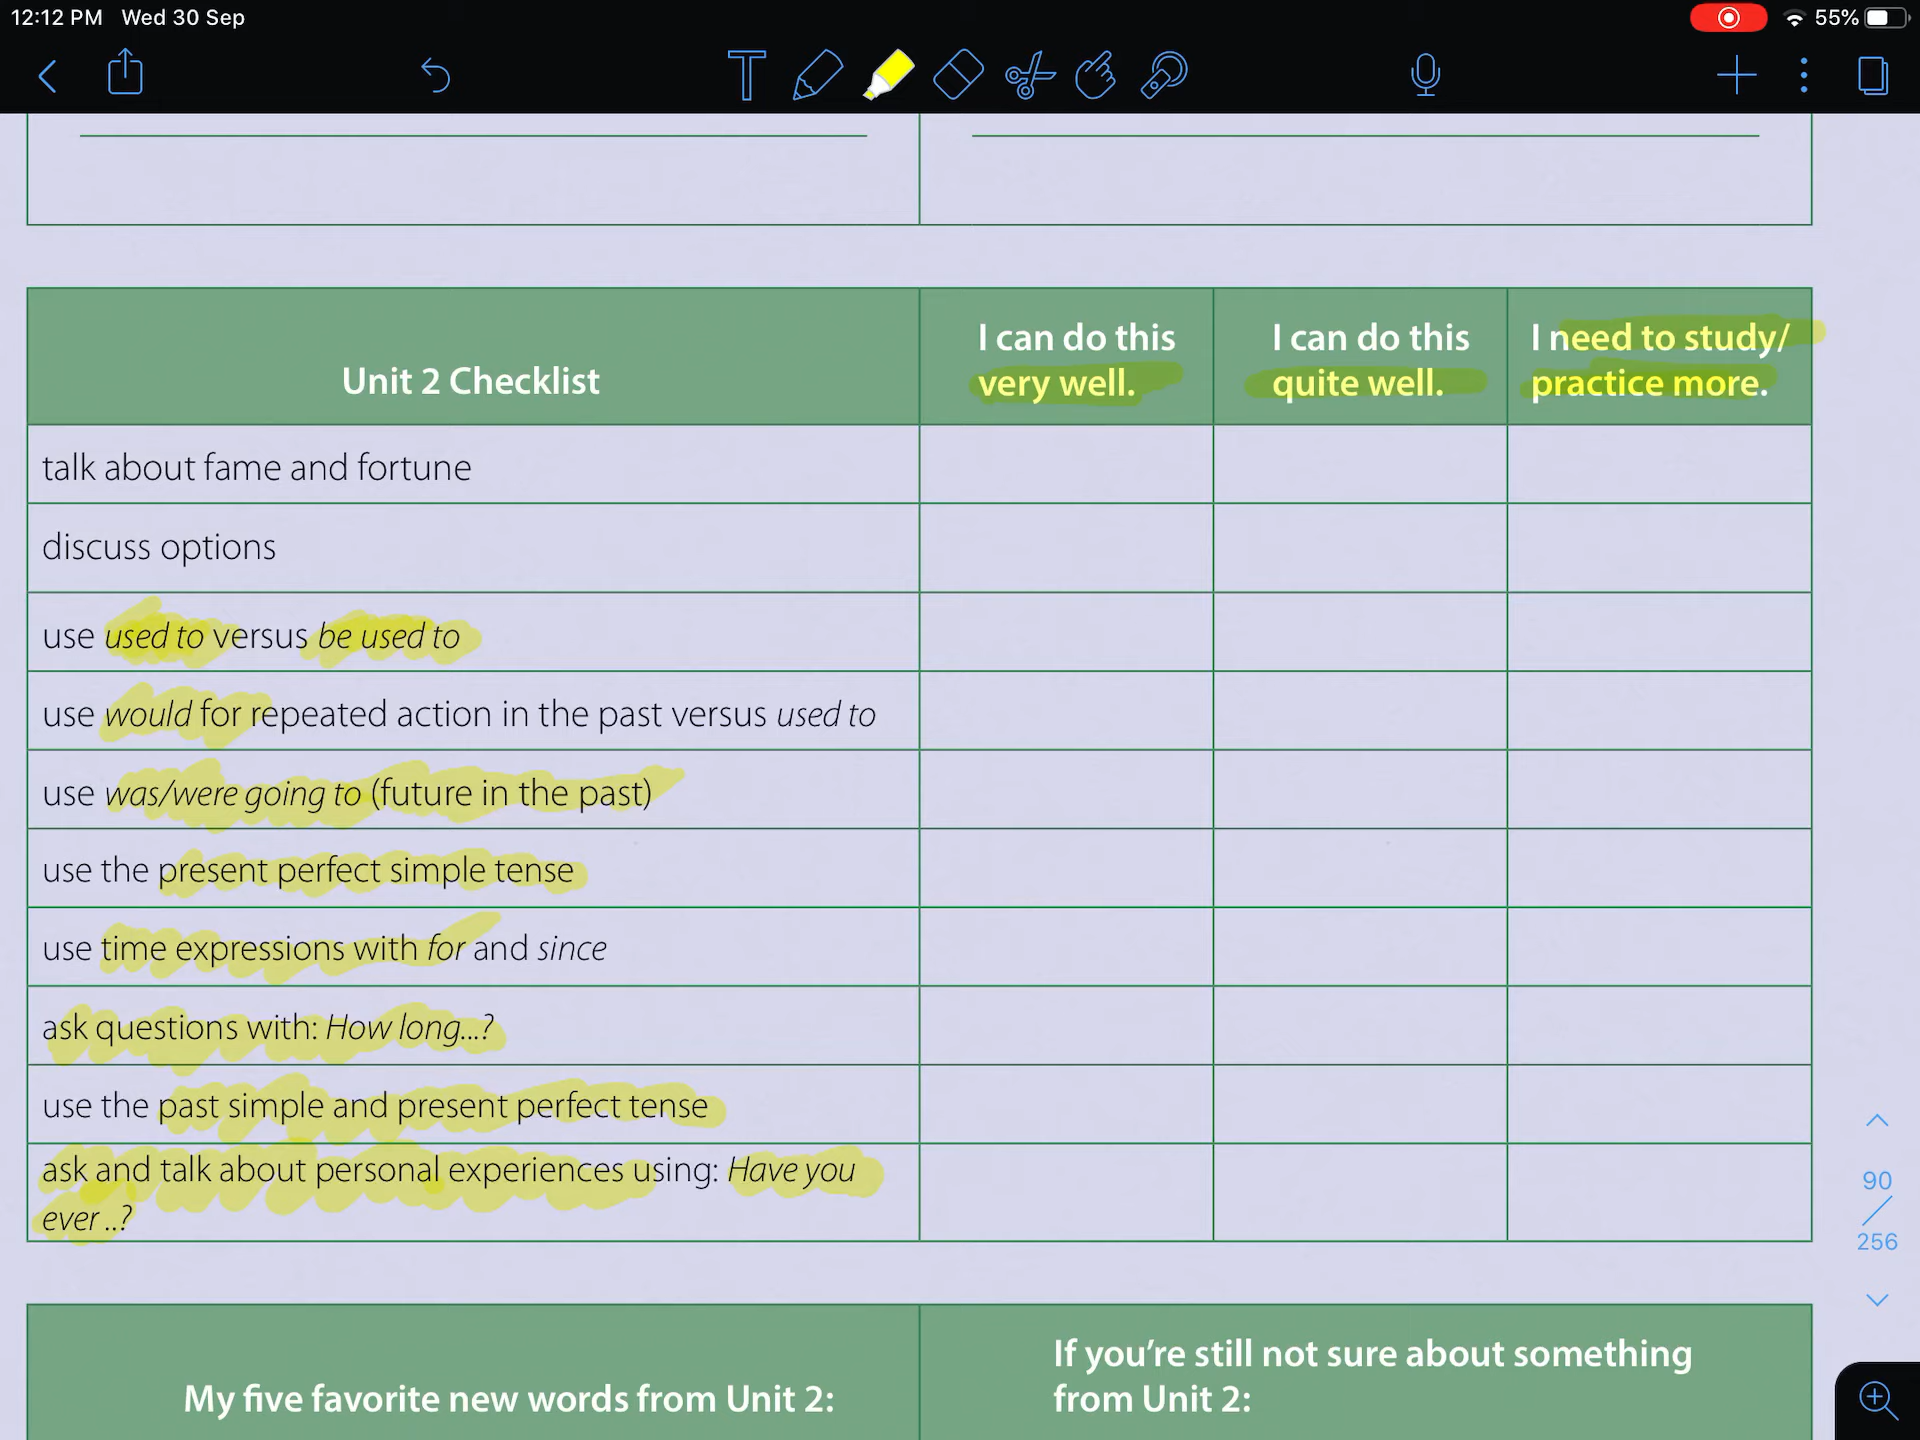 12:12 PM Wed 30 Sep
55%
Unit 2 Checklist
I can do this
very well.
I can do this
quite well.
I need to study/
practice more.
talk about fame and fortune
discuss options
use used to versus be used to
use would for repeated action in the past versus used to
use was/were going to (future in the past)
use the present perfect simple tense
use time expressions with for and since
ask questions with: How long...?
use the past simple and present perfect tense
ask and talk about personal experiences using: Have you
ever ..?
90
256
My five favorite new words from Unit 2:
If you're still not sure about something
from Unit 2: